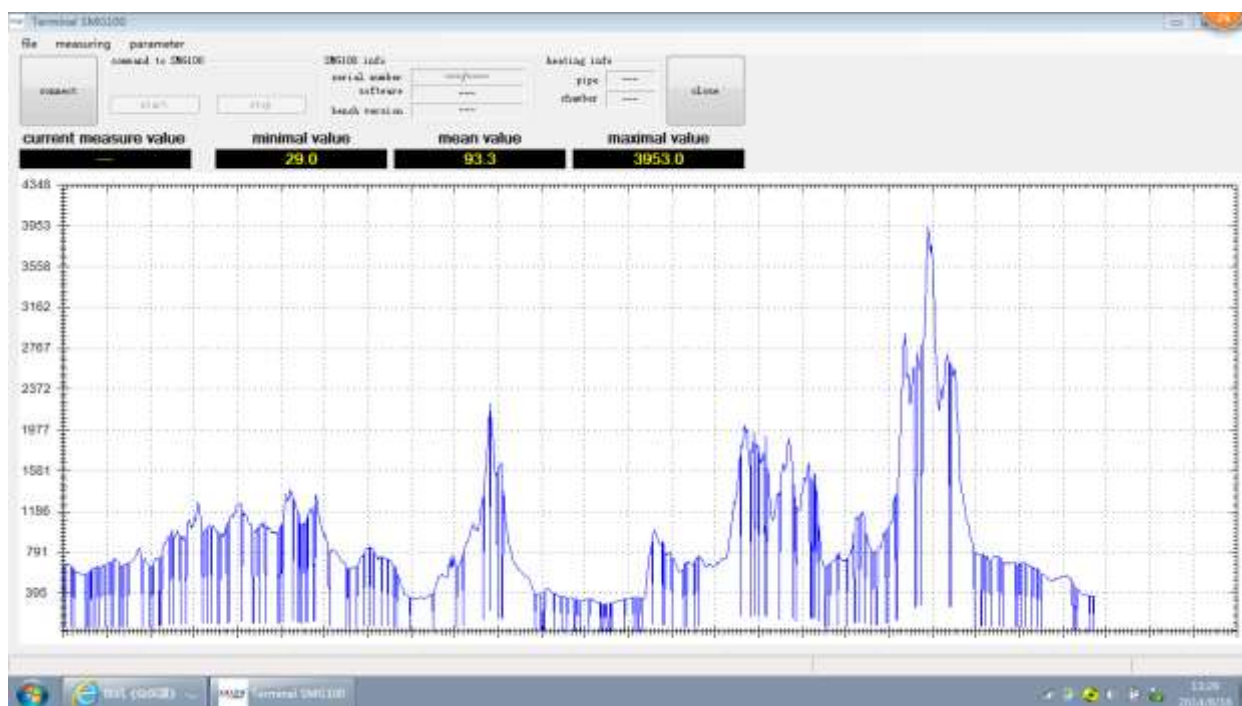 Terminal SMG100
file measuring parameter
command to SMG100 SMG100 info heating info
connect start stop serial number software bench version pipe chamber close
--- --- --- ---
current measure value minimal value mean value maximal value
--- 29.0 93.3 3953.0
4348
3953
3558
3162
2767
2372
1977
1581
1186
791
395
Terminal SMG100
13:26